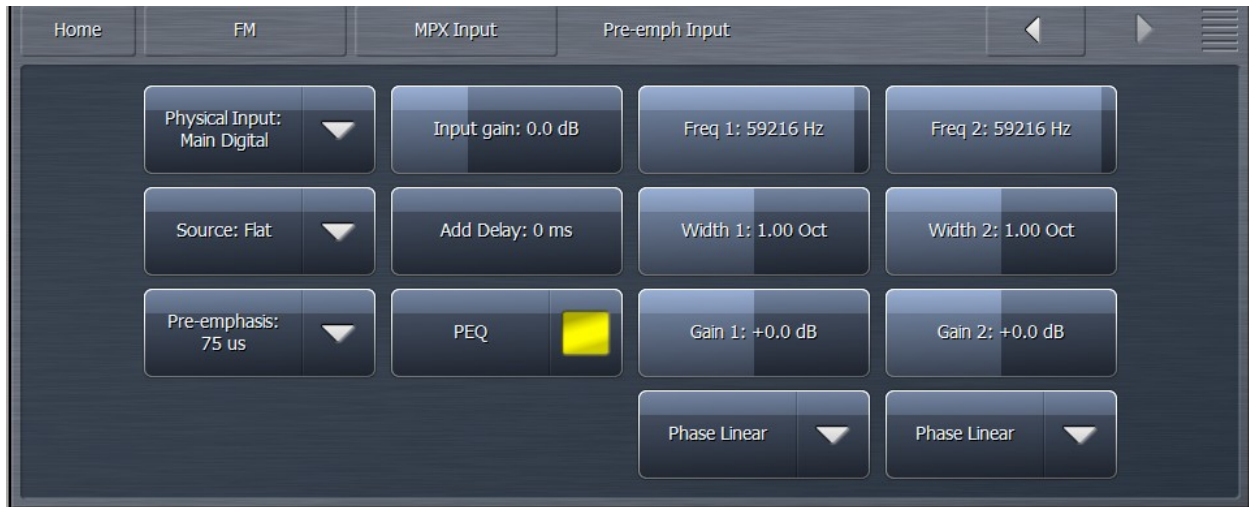 Home FM MPX Input Pre-emph Input
Physical Input:
Main Digital
Input gain: 0.0 dB
Freq 1: 59216 Hz
Freq 2: 59216 Hz
Source: Flat
Add Delay: 0 ms
Width 1: 1.00 Oct
Width 2: 1.00 Oct
Pre-emphasis:
75 us
PEQ
Gain 1: +0.0 dB
Gain 2: +0.0 dB
Phase Linear
Phase Linear